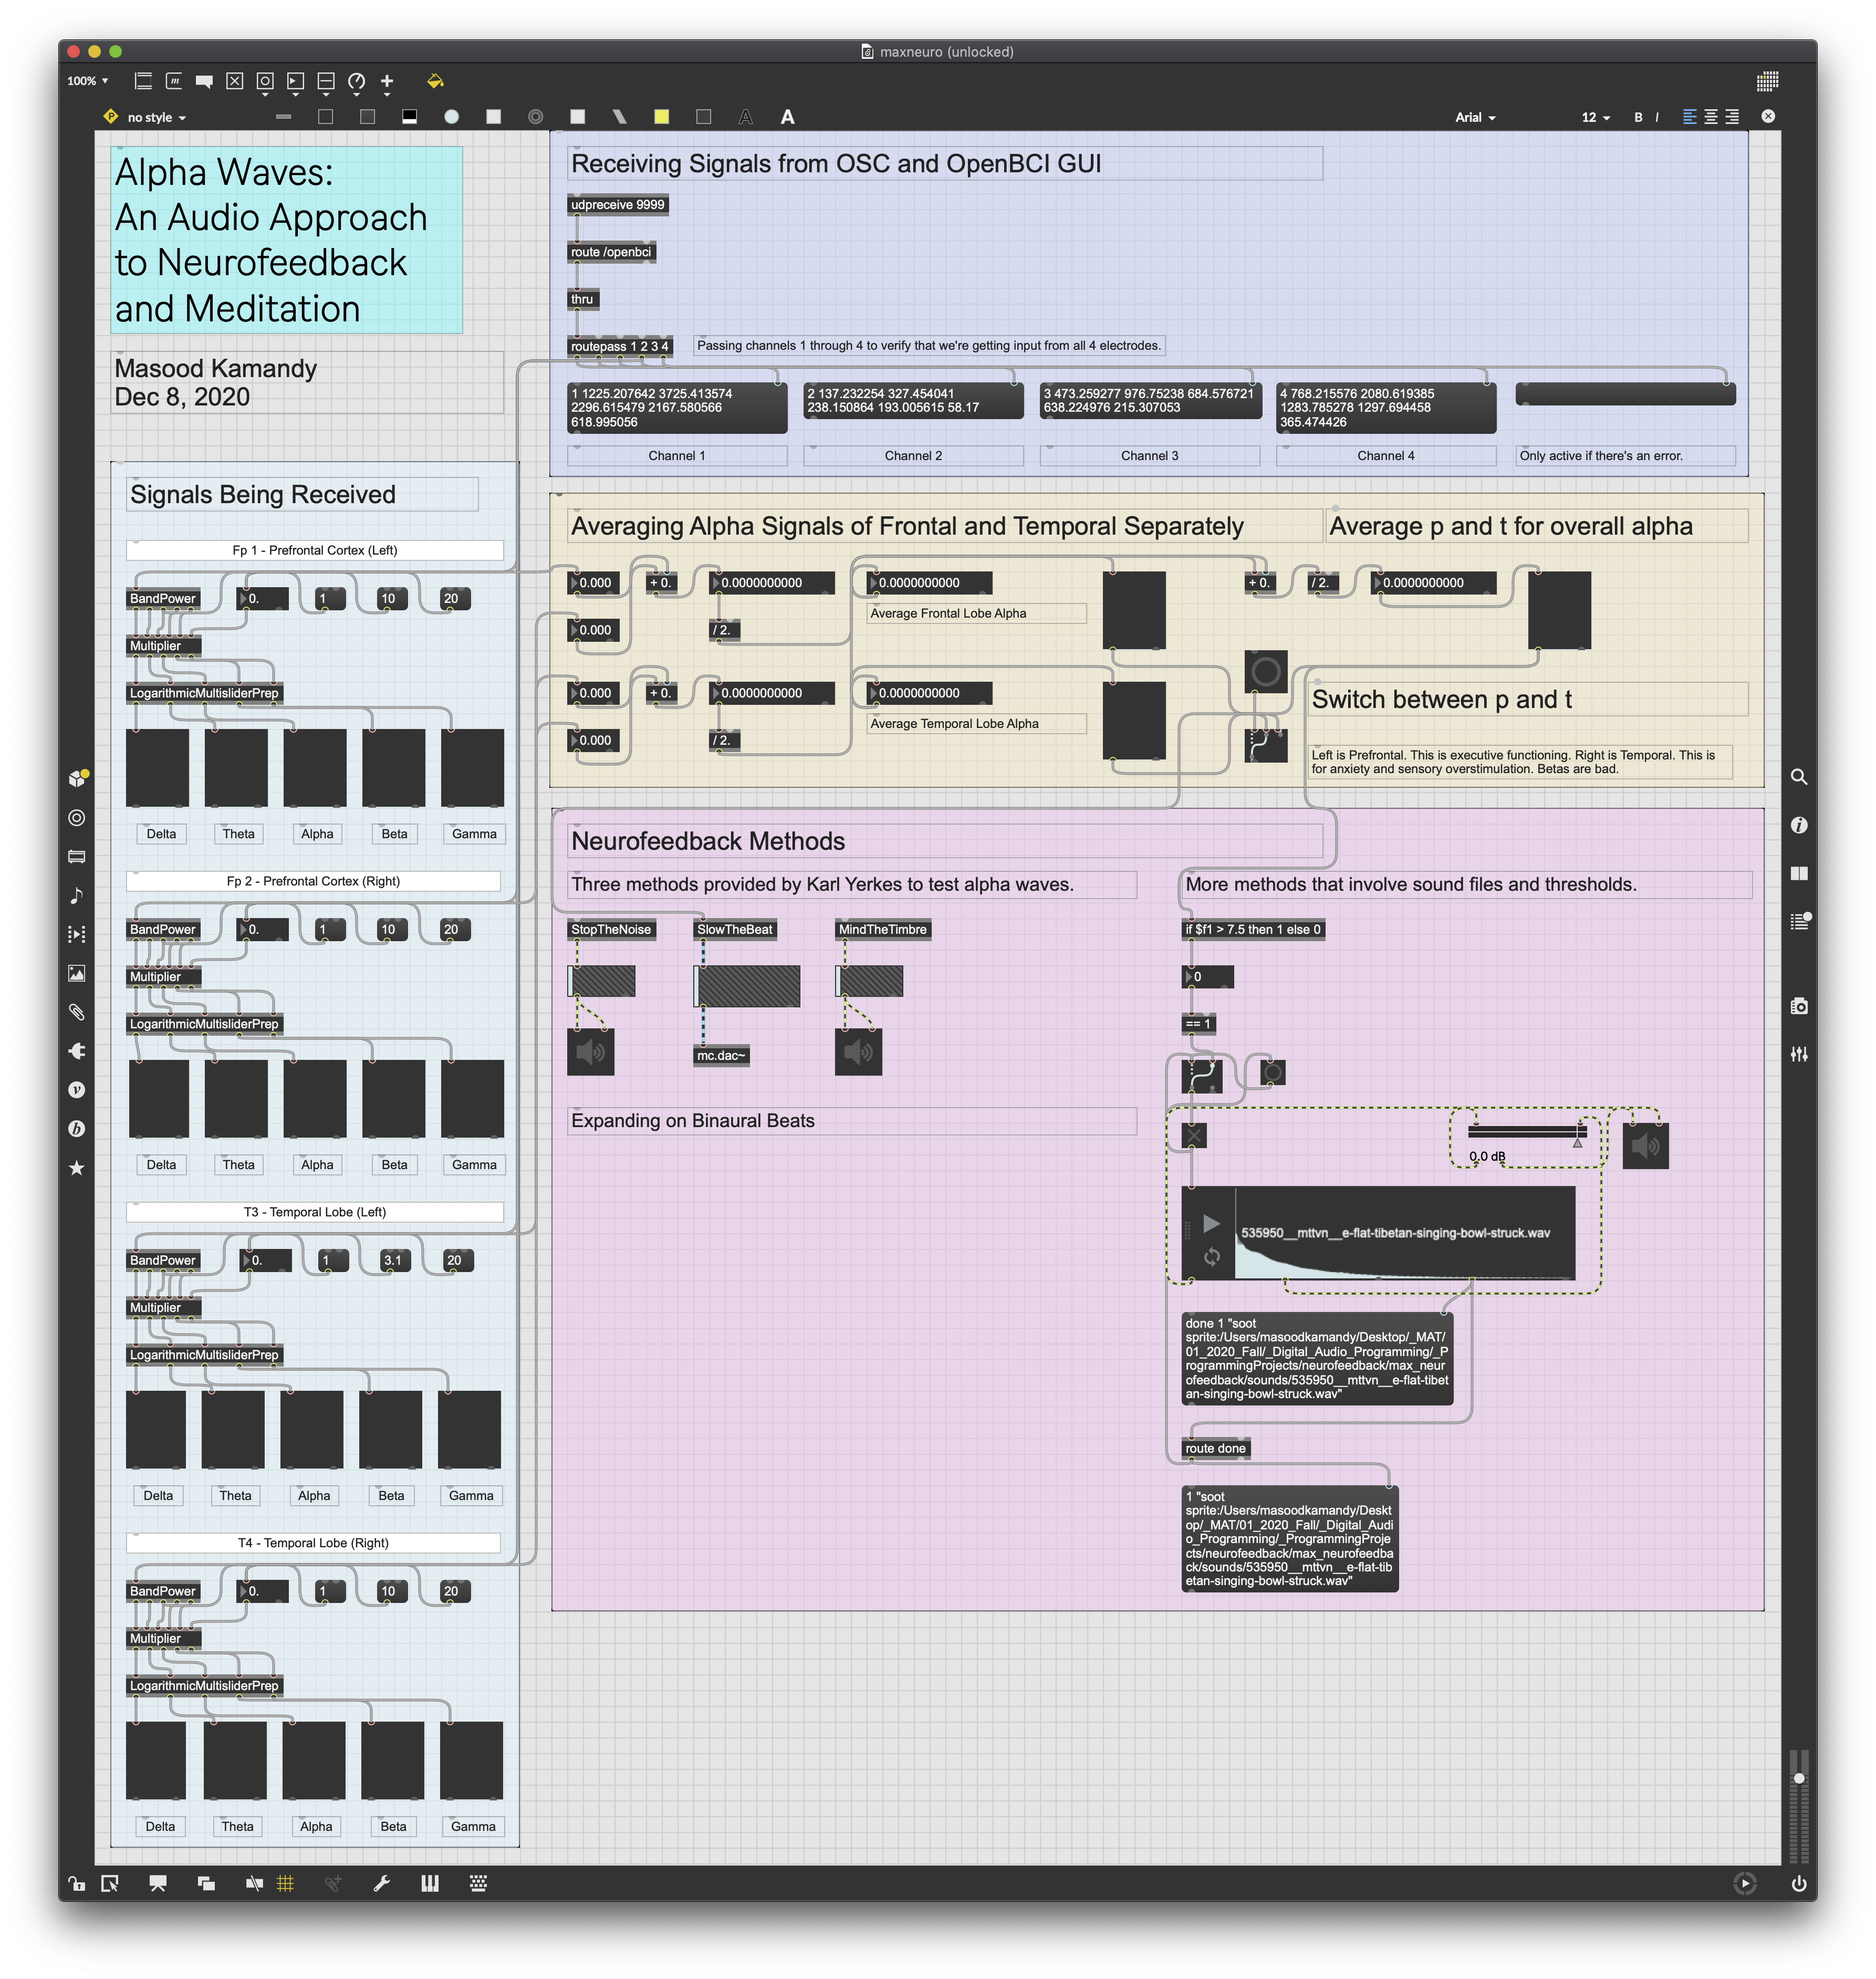 maxneuro (unlocked)
100%
no style
Arial
12
B I
Alpha Waves:
An Audio Approach
to Neurofeedback
and Meditation
Masood Kamandy
Dec 8, 2020
Receiving Signals from OSC and OpenBCI GUI
udpreceive 9999
route /openbci
thru
routepass 1 2 3 4
Passing channels 1 through 4 to verify that we're getting input from all 4 electrodes.
1 1225.207642 3725.413574
2296.615479 2167.580566
618.995056
2 137.232254 327.454041
238.150864 193.005615 58.17
3 473.259277 976.75238 684.576721
638.224976 215.307053
4 768.215576 2080.619385
1283.785278 1297.694458
365.474426
Channel 1
Channel 2
Channel 3
Channel 4
Only active if there's an error.
Signals Being Received
Fp 1 - Prefrontal Cortex (Left)
BandPower
0.
1
10
20
Multiplier
LogarithmicMultisliderPrep
Delta
Theta
Alpha
Beta
Gamma
Fp 2 - Prefrontal Cortex (Right)
BandPower
0.
1
10
20
Multiplier
LogarithmicMultisliderPrep
Delta
Theta
Alpha
Beta
Gamma
T3 - Temporal Lobe (Left)
BandPower
0.
1
3.1
20
Multiplier
LogarithmicMultisliderPrep
Delta
Theta
Alpha
Beta
Gamma
T4 - Temporal Lobe (Right)
BandPower
0.
1
10
20
Multiplier
LogarithmicMultisliderPrep
Delta
Theta
Alpha
Beta
Gamma
Averaging Alpha Signals of Frontal and Temporal Separately
Average p and t for overall alpha
0.000
+ 0.
0.0000000000
0.0000000000
+ 0.
/ 2.
0.0000000000
Average Frontal Lobe Alpha
0.000
/ 2.
0.000
+ 0.
0.0000000000
0.0000000000
Average Temporal Lobe Alpha
0.000
/ 2.
Switch between p and t
Left is Prefrontal. This is executive functioning. Right is Temporal. This is
for anxiety and sensory overstimulation. Betas are bad.
Neurofeedback Methods
Three methods provided by Karl Yerkes to test alpha waves.
StopTheNoise
SlowTheBeat
MindTheTimbre
mc.dac~
Expanding on Binaural Beats
More methods that involve sound files and thresholds.
if $f1 > 7.5 then 1 else 0
0
== 1
0.0 dB
535950__mttvn__e-flat-tibetan-singing-bowl-struck.wav
done 1 "soot
sprite:/Users/masoodkamandy/Desktop/_MAT/
01_2020_Fall/_Digital_Audio_Programming/_P
rogrammingProjects/neurofeedback/max_neur
ofeedback/sounds/535950__mttvn__e-flat-tibet
an-singing-bowl-struck.wav"
route done
1 "soot
sprite:/Users/masoodkamandy/Deskt
op/_MAT/01_2020_Fall/_Digital_Audi
o_Programming/_ProgrammingProje
cts/neurofeedback/max_neurofeedba
ck/sounds/535950__mttvn__e-flat-tib
etan-singing-bowl-struck.wav"